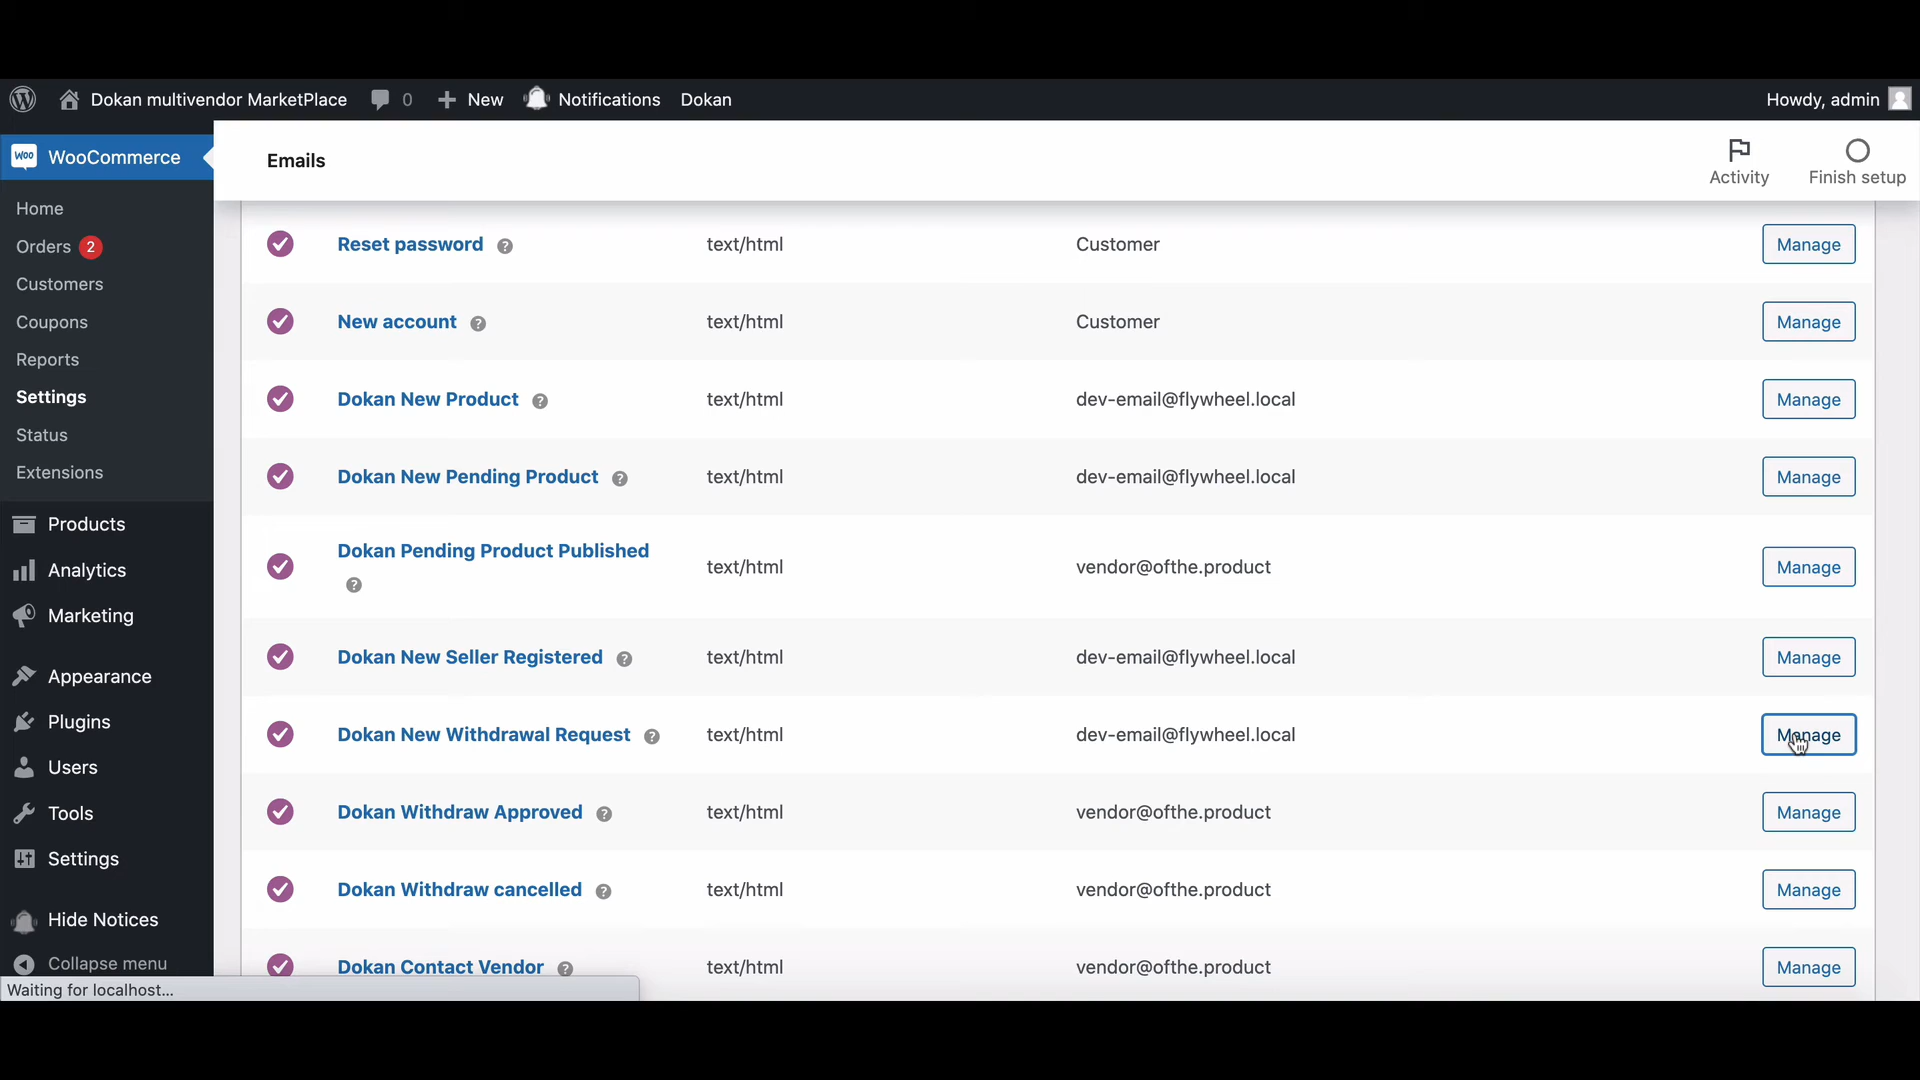 Dokan multivendor MarketPlace 0 New Notifications Dokan Howdy, admin
WOO WooCommerce
Home
Orders 2
Customers
Coupons
Reports
Settings
Status
Extensions
Products
Analytics
Marketing
Appearance
Plugins
Users
Tools
Settings
Hide Notices
Collapse menu
Waiting for localhost...
Emails
Activity
Finish setup
Reset password ? text/html Customer Manage
New account ? text/html Customer Manage
Dokan New Product ? text/html dev-email@flywheel.local Manage
Dokan New Pending Product ? text/html dev-email@flywheel.local Manage
Dokan Pending Product Published ? text/html vendor@ofthe.product Manage
Dokan New Seller Registered ? text/html dev-email@flywheel.local Manage
Dokan New Withdrawal Request ? text/html dev-email@flywheel.local Manage
Dokan Withdraw Approved ? text/html vendor@ofthe.product Manage
Dokan Withdraw cancelled ? text/html vendor@ofthe.product Manage
Dokan Contact Vendor ? text/html vendor@ofthe.product Manage